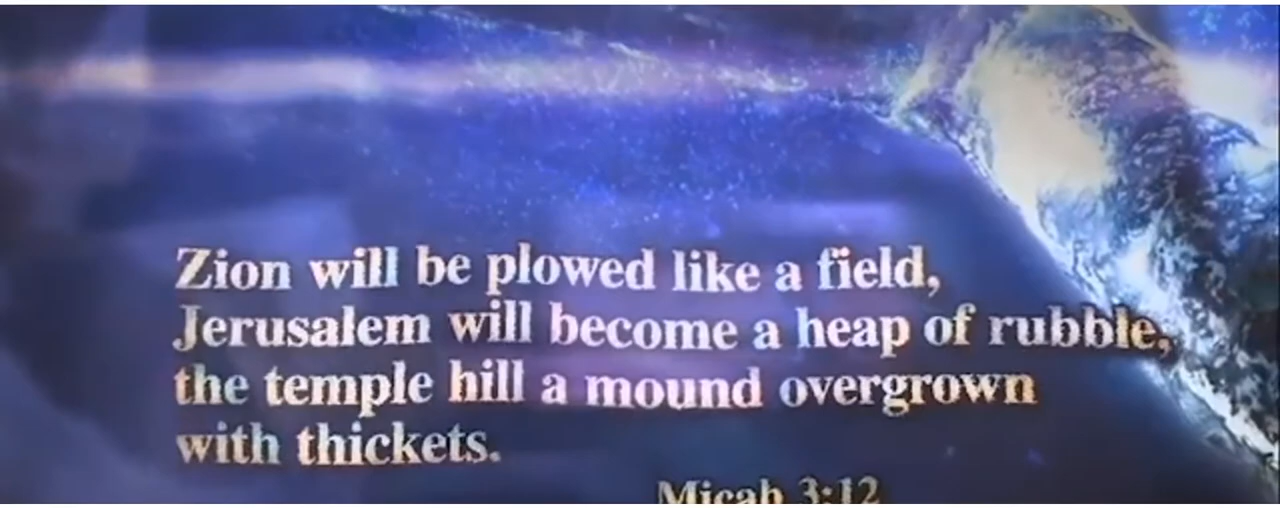 Zion will be plowed like a field,
Jerusalem will become a heap of rubble,
the temple hill a mound overgrown
with thickets.
Micah 3:12